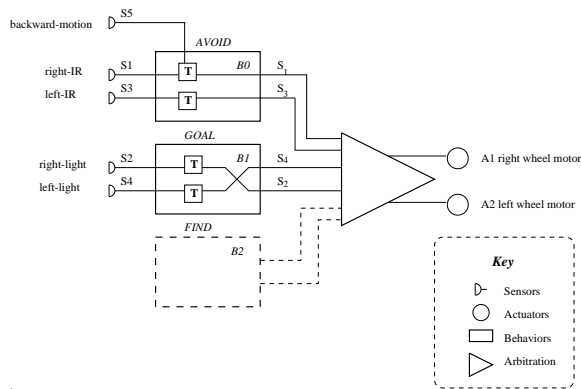 S5
backward-motion
AVOID
right-IR S1 T B0 S1
left-IR S3 T S3
GOAL
right-light S2 T B1 S4
left-light S4 T S2
FIND
B2
A1 right wheel motor
A2 left wheel motor
Key
Sensors
Actuators
Behaviors
Arbitration